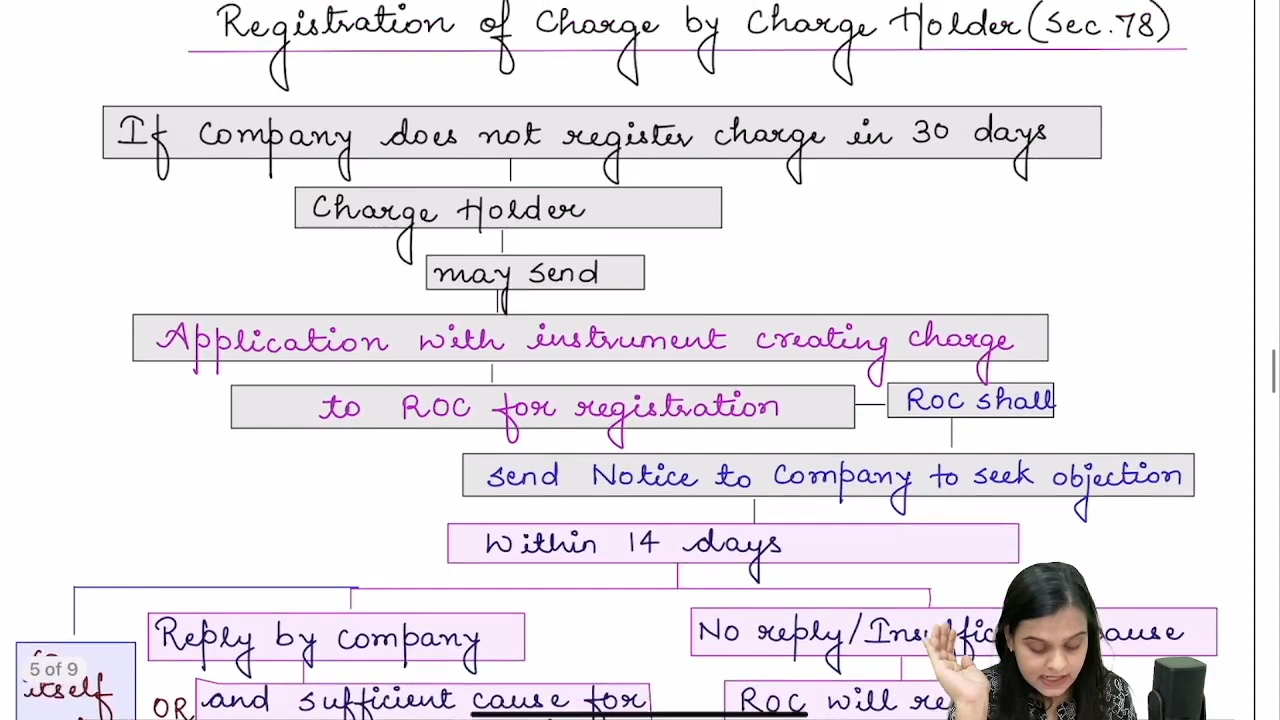 Registration of Charge by Charge Holder (Sec. 78)
If Company does not register charge in 30 days
Charge Holder
may send
Application with instrument creating charge
to ROC for registration
ROC shall
send Notice to Company to seek objection
Within 14 days
Reply by company
No reply/Insuffic cause
5 of 9
itself
OR
and sufficient cause for
ROC will re